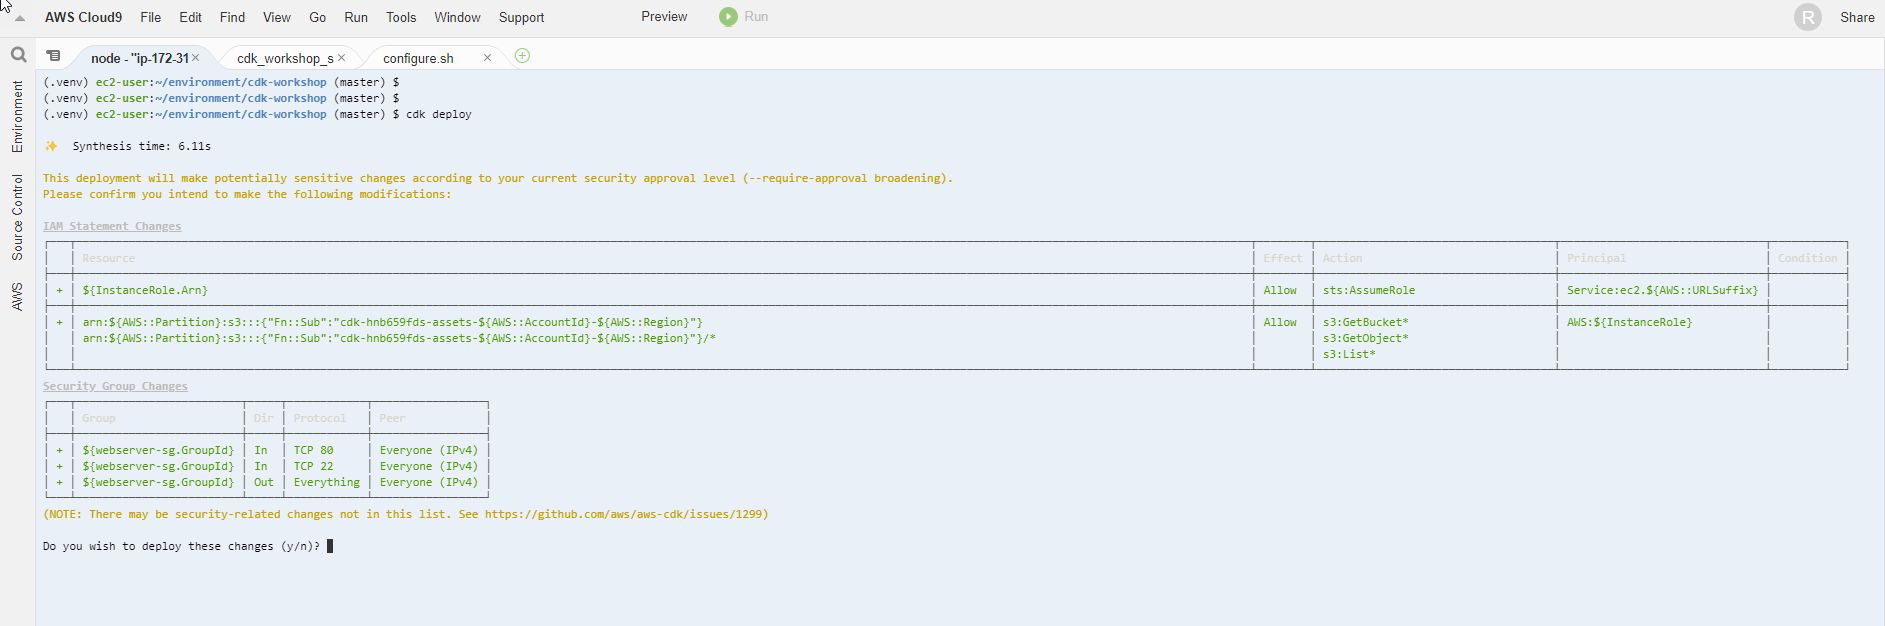 AWS Cloud9 File Edit Find View Go Run Tools Window Support Preview Run R Share
node - "ip-172-31 × cdk_workshop_s × configure.sh ×
Environment
Source Control
AWS
(.venv) ec2-user:~/environment/cdk-workshop (master) $
(.venv) ec2-user:~/environment/cdk-workshop (master) $
(.venv) ec2-user:~/environment/cdk-workshop (master) $ cdk deploy
✨ Synthesis time: 6.11s
This deployment will make potentially sensitive changes according to your current security approval level (--require-approval broadening).
Please confirm you intend to make the following modifications:
IAM Statement Changes
Resource Effect Action Principal Condition
+ ${InstanceRole.Arn} Allow sts:AssumeRole Service:ec2.${AWS::URLSuffix}
+ arn:${AWS::Partition}:s3:::{"Fn::Sub":"cdk-hnb659fds-assets-${AWS::AccountId}-${AWS::Region}"} Allow s3:GetBucket* AWS:${InstanceRole}
arn:${AWS::Partition}:s3:::{"Fn::Sub":"cdk-hnb659fds-assets-${AWS::AccountId}-${AWS::Region}"}/* s3:GetObject*
s3:List*
Security Group Changes
Group Dir Protocol Peer
+ ${webserver-sg.GroupId} In TCP 80 Everyone (IPv4)
+ ${webserver-sg.GroupId} In TCP 22 Everyone (IPv4)
+ ${webserver-sg.GroupId} Out Everything Everyone (IPv4)
(NOTE: There may be security-related changes not in this list. See https://github.com/aws/aws-cdk/issues/1299)
Do you wish to deploy these changes (y/n)?